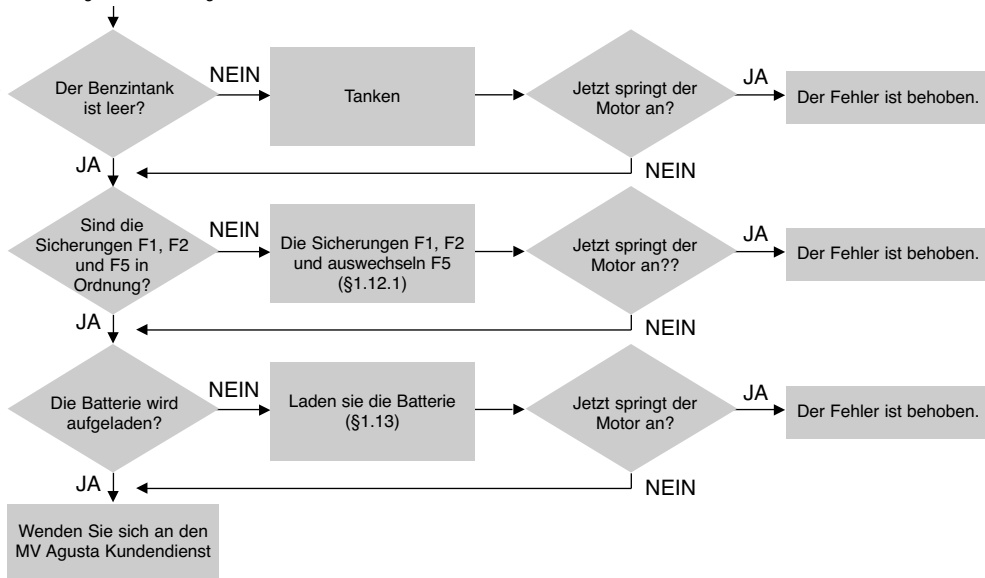 Der Benzintank
ist leer?
NEIN
Tanken
Jetzt springt der
Motor an?
JA
Der Fehler ist behoben.
JA
NEIN
Sind die
Sicherungen F1, F2
und F5 in
Ordnung?
NEIN
Die Sicherungen F1, F2
und auswechseln F5
(§1.12.1)
Jetzt springt der
Motor an??
JA
Der Fehler ist behoben.
JA
NEIN
Die Batterie wird
aufgeladen?
NEIN
Laden sie die Batterie
(§1.13)
Jetzt springt der
Motor an?
JA
Der Fehler ist behoben.
JA
NEIN
Wenden Sie sich an den
MV Agusta Kundendienst